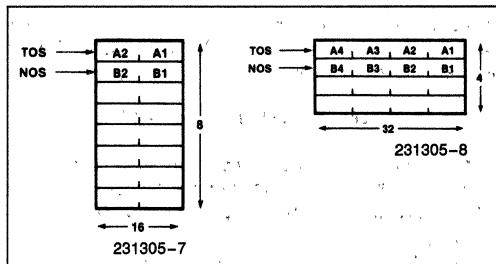 TOS A2 A1
NOS B2 B1
8
16
231305-7
TOS A4 A3 A2 A1
NOS B4 B3 B2 B1
4
32
231305-8